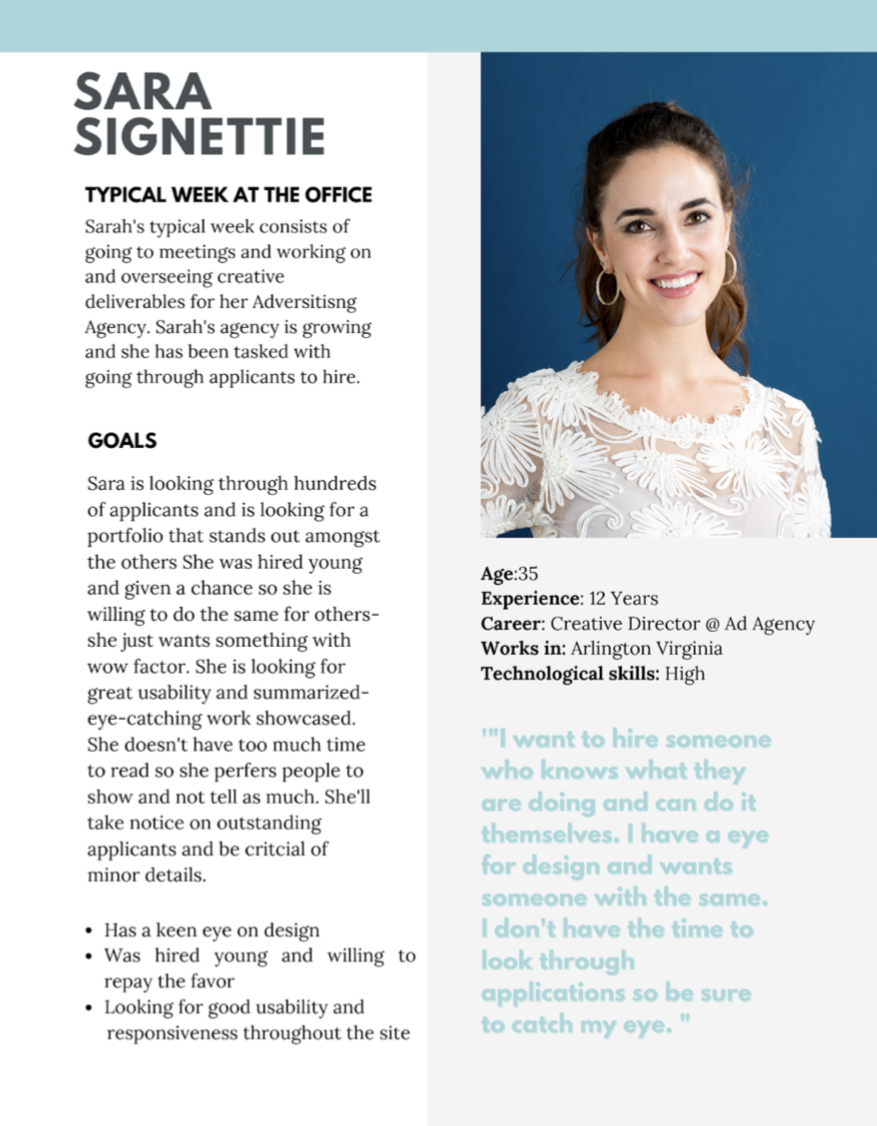 SARA
SIGNETTIE
TYPICAL WEEK AT THE OFFICE
Sarah's typical week consists of
going to meetings and working on
and overseeing creative
deliverables for her Adversitisng
Agency. Sarah's agency is growing
and she has been tasked with
going through applicants to hire.
GOALS
Sara is looking through hundreds
of applicants and is looking for a
portfolio that stands out amongst
the others She was hired young
and given a chance so she is
willing to do the same for others-
she just wants something with
wow factor. She is looking for
great usability and summarized-
eye-catching work showcased.
She doesn't have too much time
to read so she perfers people to
show and not tell as much. She'll
take notice on outstanding
applicants and be critcial of
minor details.
• Has a keen eye on design
• Was hired young and willing to
repay the favor
• Looking for good usability and
responsiveness throughout the site
Age:35
Experience: 12 Years
Career: Creative Director @ Ad Agency
Works in: Arlington Virginia
Technological skills: High
'"I want to hire someone
who knows what they
are doing and can do it
themselves. I have a eye
for design and wants
someone with the same.
I don't have the time to
look through
applications so be sure
to catch my eye. "